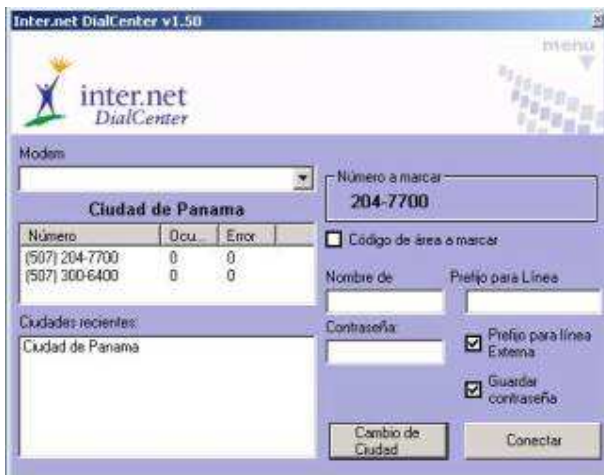 Inter.net DialCenter v1.50
menu
inter.net
DialCenter
Modem
Ciudad de Panama
Número Ocu... Error
(507) 204-7700 0 0
(507) 300-6400 0 0
Ciudades recientes:
Ciudad de Panama
Número a marcar
204-7700
Código de área a marcar
Nombre de
Prefijo para Línea
Contraseña:
Prefijo para línea
Externa
Guardar
contraseña
Cambio de
Ciudad
Conectar